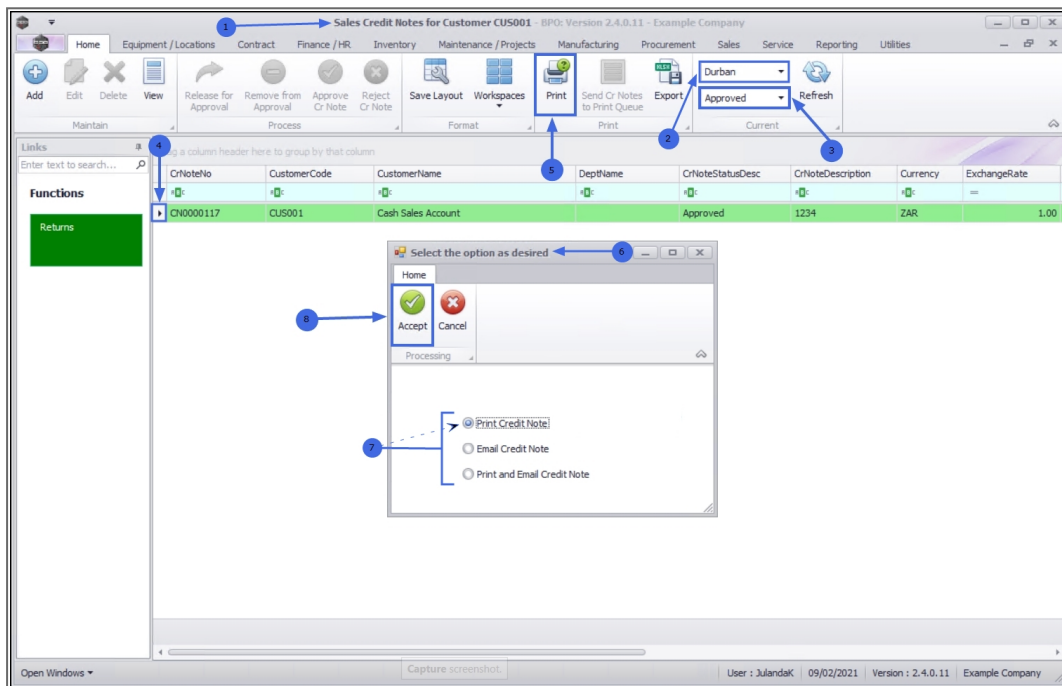 1
Sales Credit Notes for Customer CUS001 - BPO: Version 2.4.0.11 - Example Company
Home Equipment / Locations Contract Finance / HR Inventory Maintenance / Projects Manufacturing Procurement Sales Service Reporting Utilities
Add Edit Delete View
Release for Approval
Remove from Approval
Approve Cr Note
Reject Cr Note
Save Layout Workspaces
Print
Send Cr Notes to Print Queue
Export
Durban
Approved
Refresh
Maintain Process Format Print Current
2
3
4
5
Links
Enter text to search...
Functions
Returns
a column header here to group by that column
CrNoteNo CustomerCode CustomerName DeptName CrNoteStatusDesc CrNoteDescription Currency ExchangeRate
=
CN0000117 CUS001 Cash Sales Account Approved 1234 ZAR 1.00
Select the option as desired
6
Home
8
Accept Cancel
Processing
7
Print Credit Note
Email Credit Note
Print and Email Credit Note
Capture screenshot.
Open Windows
User : JulandaK 09/02/2021 Version : 2.4.0.11 Example Company